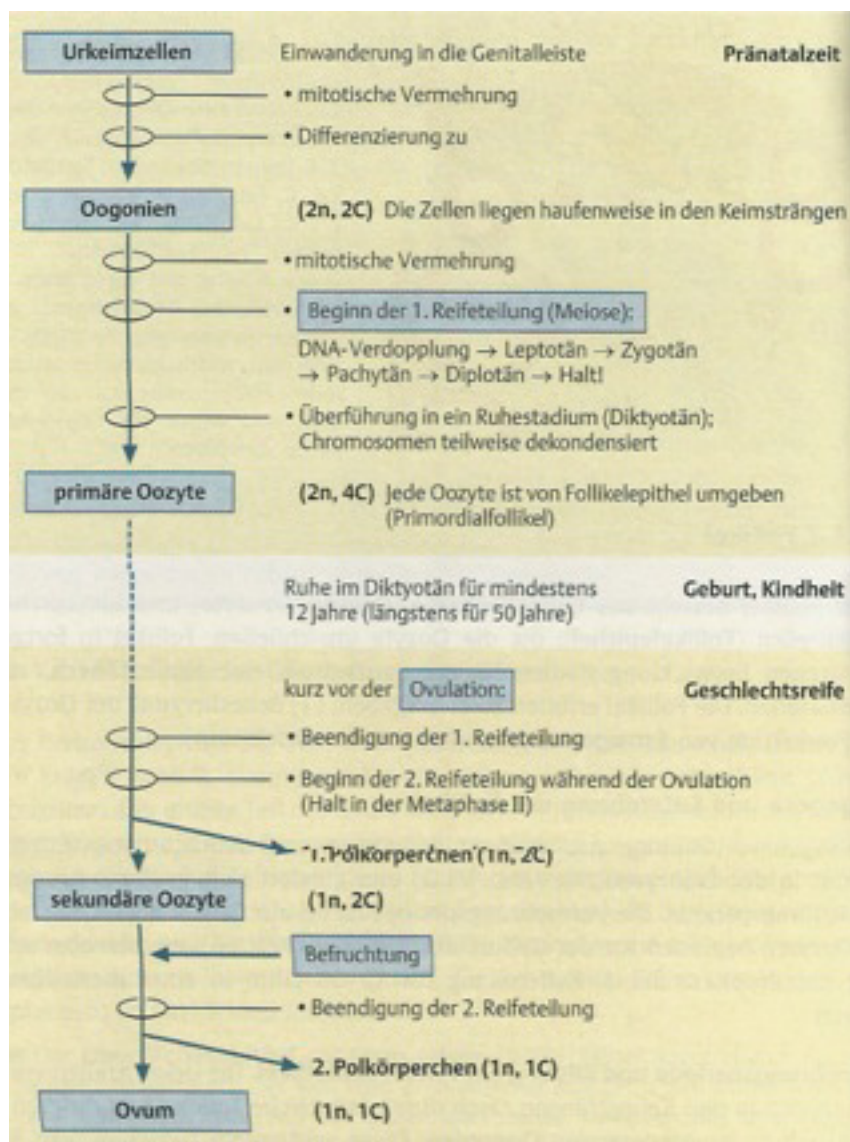 Urkeimzellen Einwanderung in die Genitalleiste Pränatalzeit
• mitotische Vermehrung
• Differenzierung zu
Oogonien (2n, 2C) Die Zellen liegen haufenweise in den Keimsträngen
• mitotische Vermehrung
• Beginn der 1. Reifeteilung (Meiose):
DNA-Verdopplung → Leptotän → Zygotän
→ Pachytän → Diplotän → Halt!
• Überführung in ein Ruhestadium (Diktyotän);
Chromosomen teilweise dekondensiert
primäre Oozyte (2n, 4C) Jede Oozyte ist von Follikelepithel umgeben
(Primordialfollikel)
Ruhe im Diktyotän für mindestens Geburt, Kindheit
12 Jahre (längstens für 50 Jahre)
kurz vor der Ovulation: Geschlechtsreife
• Beendigung der 1. Reifeteilung
• Beginn der 2. Reifeteilung während der Ovulation
(Halt in der Metaphase II)
1. Polkörperchen (1n, 2C)
sekundäre Oozyte (1n, 2C)
Befruchtung
• Beendigung der 2. Reifeteilung
2. Polkörperchen (1n, 1C)
Ovum (1n, 1C)